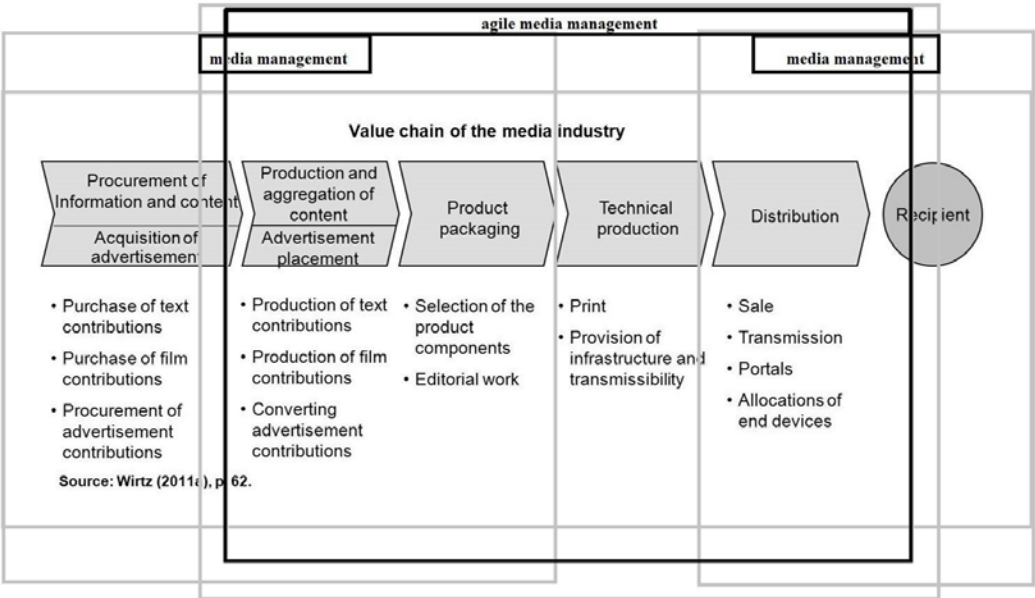 agile media management
media management
media management
Value chain of the media industry
Procurement of
Information and content
Acquisition of
advertisement
Production and
aggregation of
content
Advertisement
placement
Product
packaging
Technical
production
Distribution
Recipient
• Purchase of text
contributions
• Purchase of film
contributions
• Procurement of
advertisement
contributions
• Production of text
contributions
• Production of film
contributions
• Converting
advertisement
contributions
• Selection of the
product
components
• Editorial work
• Print
• Provision of
infrastructure and
transmissibility
• Sale
• Transmission
• Portals
• Allocations of
end devices
Source: Wirtz (2011a), p. 62.